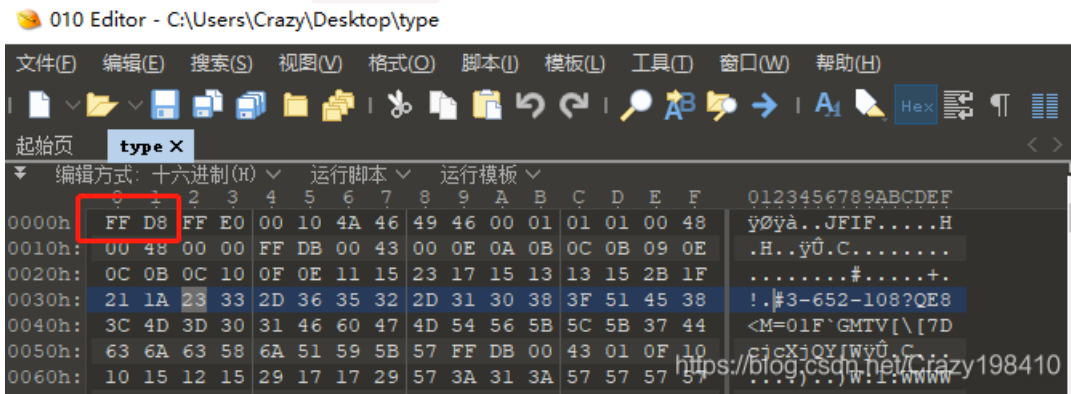 010 Editor - C:\Users\Crazy\Desktop\type
文件(F) 编辑(E) 搜索(S) 视图(V) 格式(O) 脚本(I) 模板(L) 工具(T) 窗口(W) 帮助(H)
Hex
起始页 type ×
编辑方式: 十六进制(H) 运行脚本 运行模板
0 1 2 3 4 5 6 7 8 9 A B C D E F 0123456789ABCDEF
0000h FF D8 FF E0 00 10 4A 46 49 46 00 01 01 01 00 48 ÿØÿà..JFIF.....H
0010h: 00 48 00 00 FF DB 00 43 00 0E 0A 0B 0C 0B 09 0E .H..ÿÛ.C........
0020h: 0C 0B 0C 10 0F 0E 11 15 23 17 15 13 13 15 2B 1F ........#.....+.
0030h: 21 1A 23 33 2D 36 35 32 2D 31 30 38 3F 51 45 38 !.#3-652-108?QE8
0040h: 3C 4D 3D 30 31 46 60 47 4D 54 56 5B 5C 5B 37 44 <M=01F`GMTV[\[7D
0050h: 63 6A 63 58 6A 51 59 5B 57 FF DB 00 43 01 0F 10 cjcXjQY[WÿÛ.C...
0060h: 10 15 12 15 29 17 17 29 57 3A 31 3A 57 57 57 57 ....)..)W:1:WWWW
https://blog.csdn.net/Crazy198410